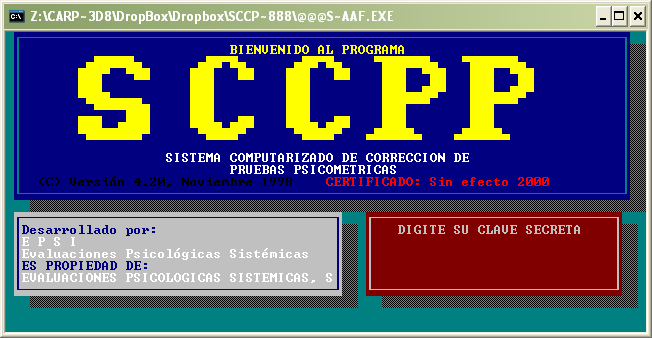 Z:\CARP-3D8\DropBox\Dropbox\SCCP-888\@@@S-AAF.EXE
BIENVENIDO AL PROGRAMA
SCCPP
SISTEMA COMPUTARIZADO DE CORRECCION DE
PRUEBAS PSICOMETRICAS
(C) Versión 4.20, Noviembre 1998 CERTIFICADO: Sin efecto 2000
Desarrollado por:
E P S I
Evaluaciones Psicológicas Sistémicas
ES PROPIEDAD DE:
EVALUACIONES PSICOLOGICAS SISTEMICAS, S
DIGITE SU CLAVE SECRETA